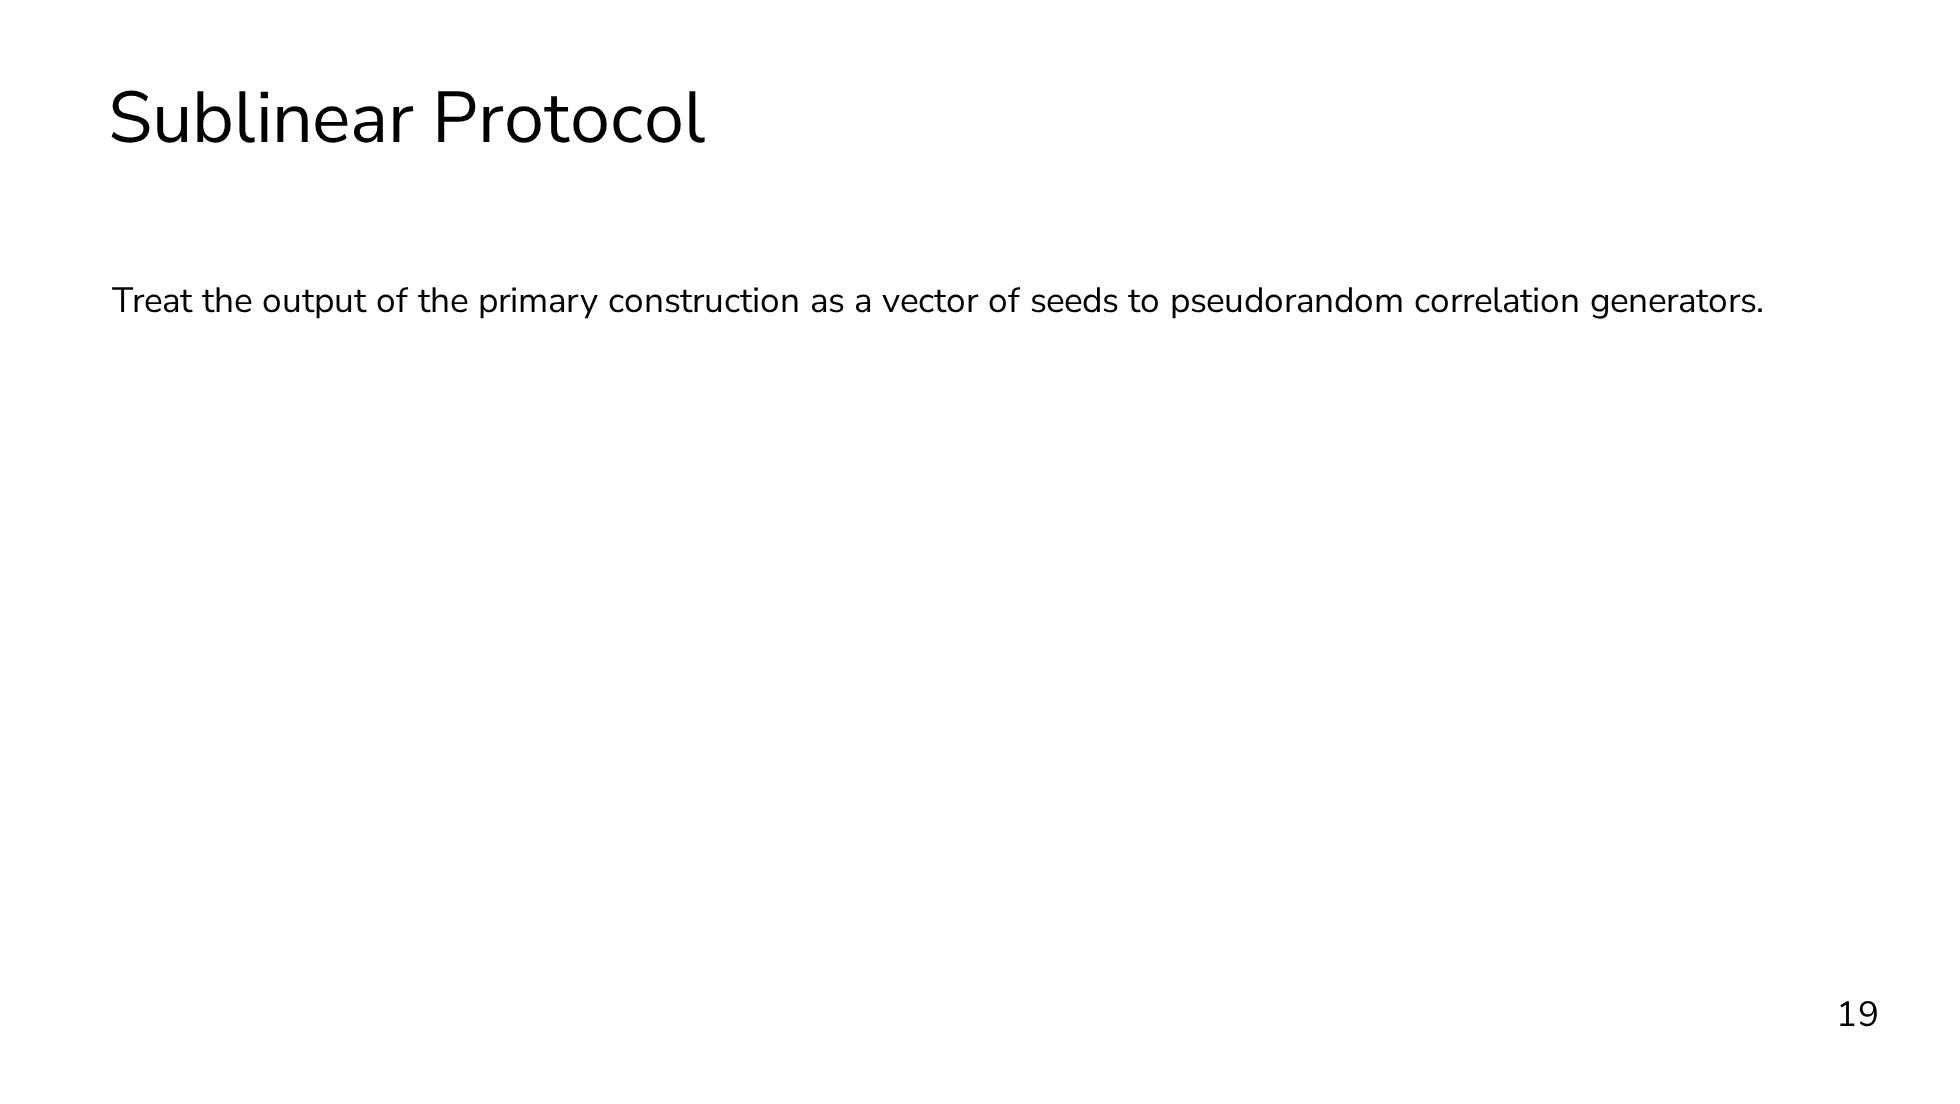 Sublinear Protocol
Treat the output of the primary construction as a vector of seeds to pseudorandom correlation generators.
19